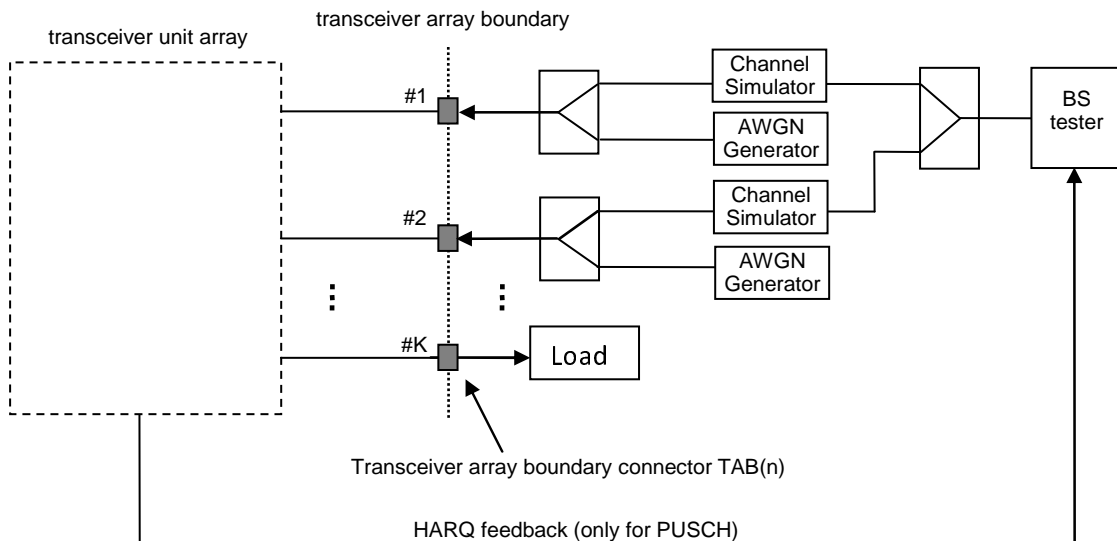 transceiver array boundary
transceiver unit array
#1
Channel
Simulator
AWGN
Generator
BS
tester
#2
Channel
Simulator
AWGN
Generator
#K
Load
Transceiver array boundary connector TAB(n)
HARQ feedback (only for PUSCH)